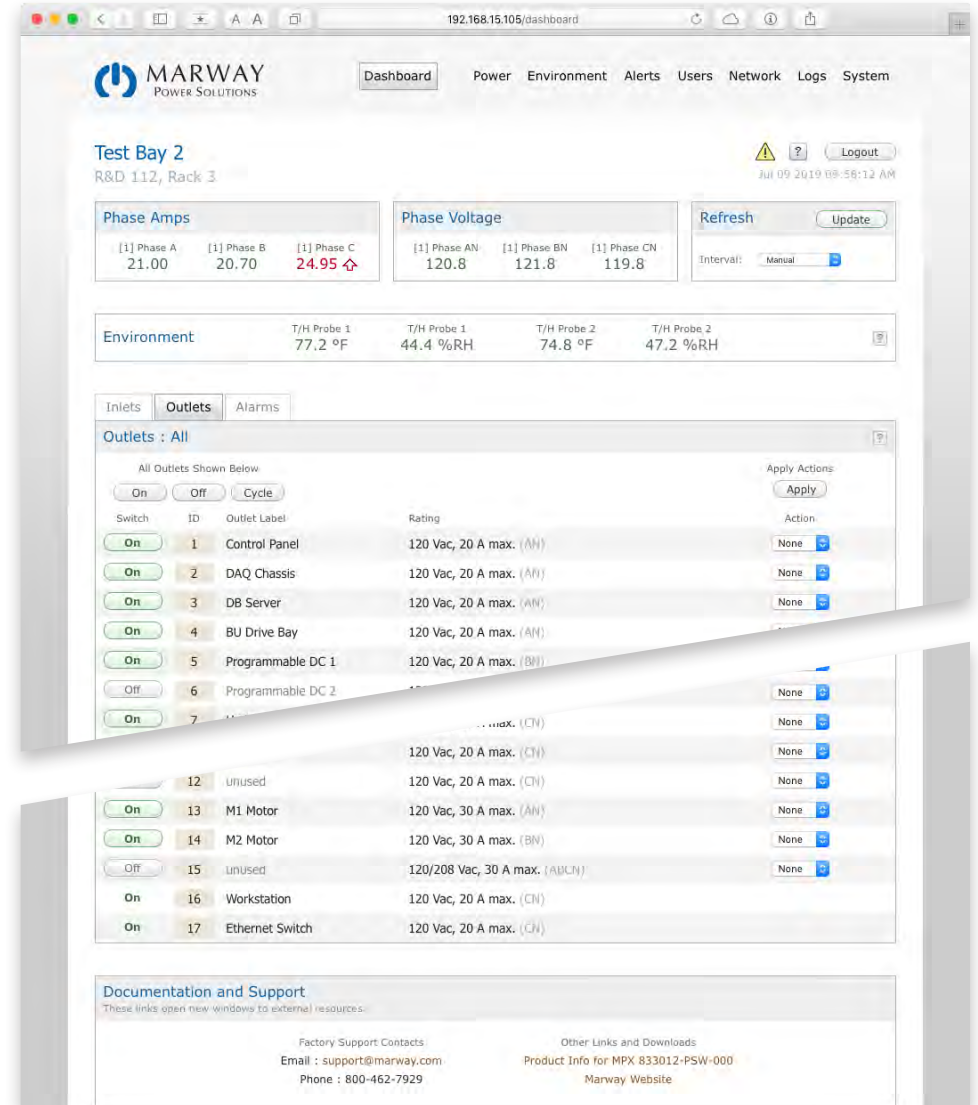 192.168.15.105/dashboard
A A
MARWAY
POWER SOLUTIONS
Dashboard Power Environment Alerts Users Network Logs System
Test Bay 2
R&D 112, Rack 3
? Logout
Jul 09 2019 AM
Phase Amps
[1] Phase A [1] Phase B [1] Phase C
21.00 20.70 24.95
Phase Voltage
[1] Phase AN [1] Phase BN [1] Phase CN
120.8 121.8 119.8
Refresh Update
Interval: Manual
Environment
T/H Probe 1 T/H Probe 1 T/H Probe 2 T/H Probe 2
77.2 ºF 44.4 %RH 74.8 ºF 47.2 %RH
?
Inlets Outlets Alarms
Outlets : All ?
All Outlets Shown Below Apply Actions
On Off Cycle Apply
Switch ID Outlet Label Rating Action
On 1 Control Panel 120 Vac, 20 A max. (AN) None
On 2 DAQ Chassis 120 Vac, 20 A max. (AN) None
On 3 DB Server 120 Vac, 20 A max. (AN) None
On 4 BU Drive Bay 120 Vac, 20 A max. (AN)
On 5 Programmable DC 1 120 Vac, 20 A max. (BN)
Off 6 Programmable DC 2 None
On 7 max. (CN) None
120 Vac, 20 A max. (CN) None
12 unused 120 Vac, 20 A max. (CN) None
On 13 M1 Motor 120 Vac, 30 A max. (AN) None
On 14 M2 Motor 120 Vac, 30 A max. (BN) None
Off 15 unused 120/208 Vac, 30 A max. (ABCN) None
On 16 Workstation 120 Vac, 20 A max. (CN)
On 17 Ethernet Switch 120 Vac, 20 A max. (CN)
Documentation and Support
These links open new windows to external resources.
Factory Support Contacts
Email : support@marway.com
Phone : 800-462-7929
Other Links and Downloads
Product Info for MPX 833012-PSW-000
Marway Website